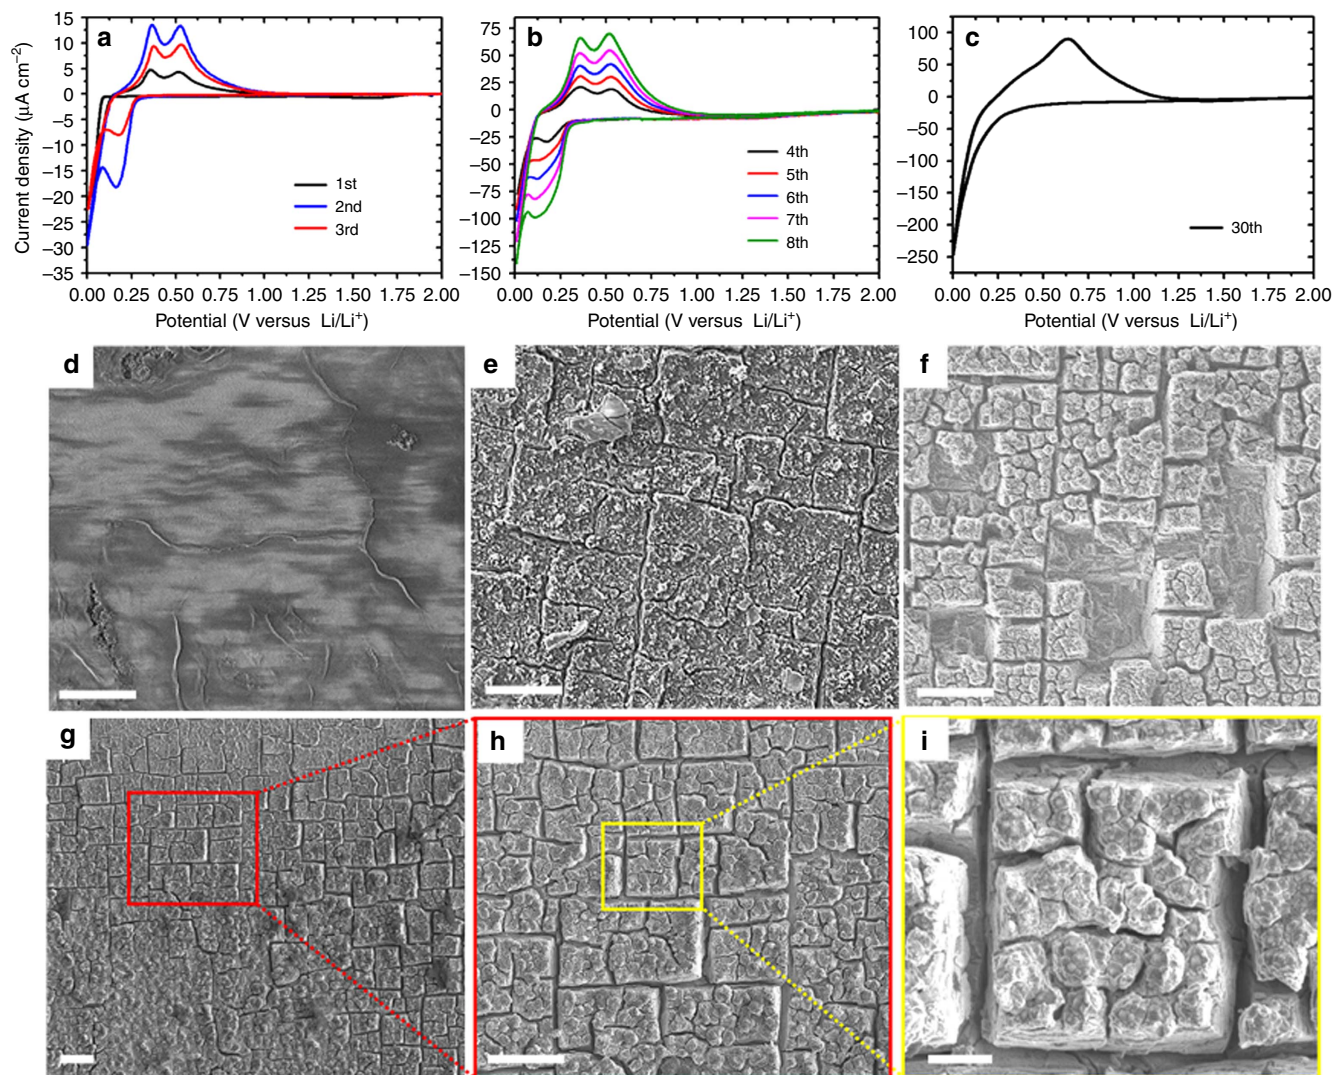 a
15
10
5
0
–5
–10
–15
–20
–25
–30
–35
Current density (µA cm⁻²)
1st
2nd
3rd
0.00 0.25 0.50 0.75 1.00 1.25 1.50 1.75 2.00
Potential (V versus Li/Li⁺)
b
75
50
25
0
–25
–50
–75
–100
–125
–150
4th
5th
6th
7th
8th
0.00 0.25 0.50 0.75 1.00 1.25 1.50 1.75 2.00
Potential (V versus Li/Li⁺)
c
100
50
0
–50
–100
–150
–200
–250
30th
0.00 0.25 0.50 0.75 1.00 1.25 1.50 1.75 2.00
Potential (V versus Li/Li⁺)
d
e
f
g
h
i